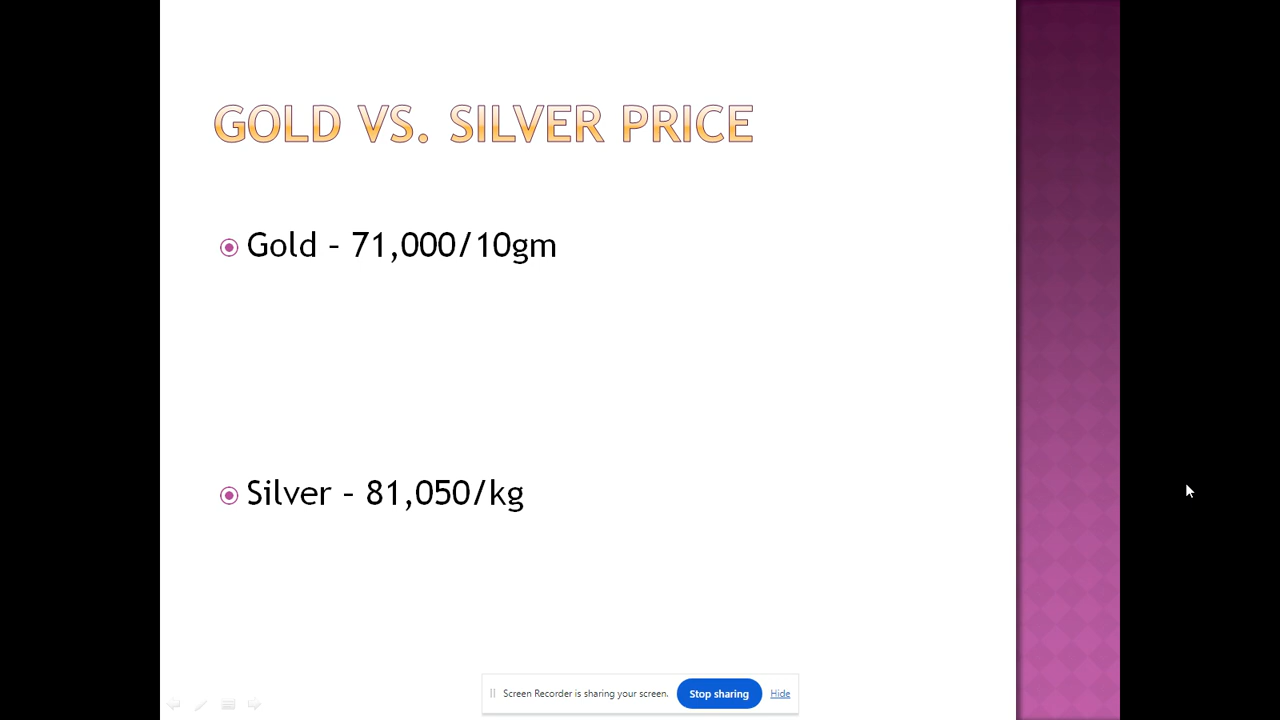 GOLD VS. SILVER PRICE
Gold – 71,000/10gm
Silver – 81,050/kg
Screen Recorder is sharing your screen. Stop sharing Hide